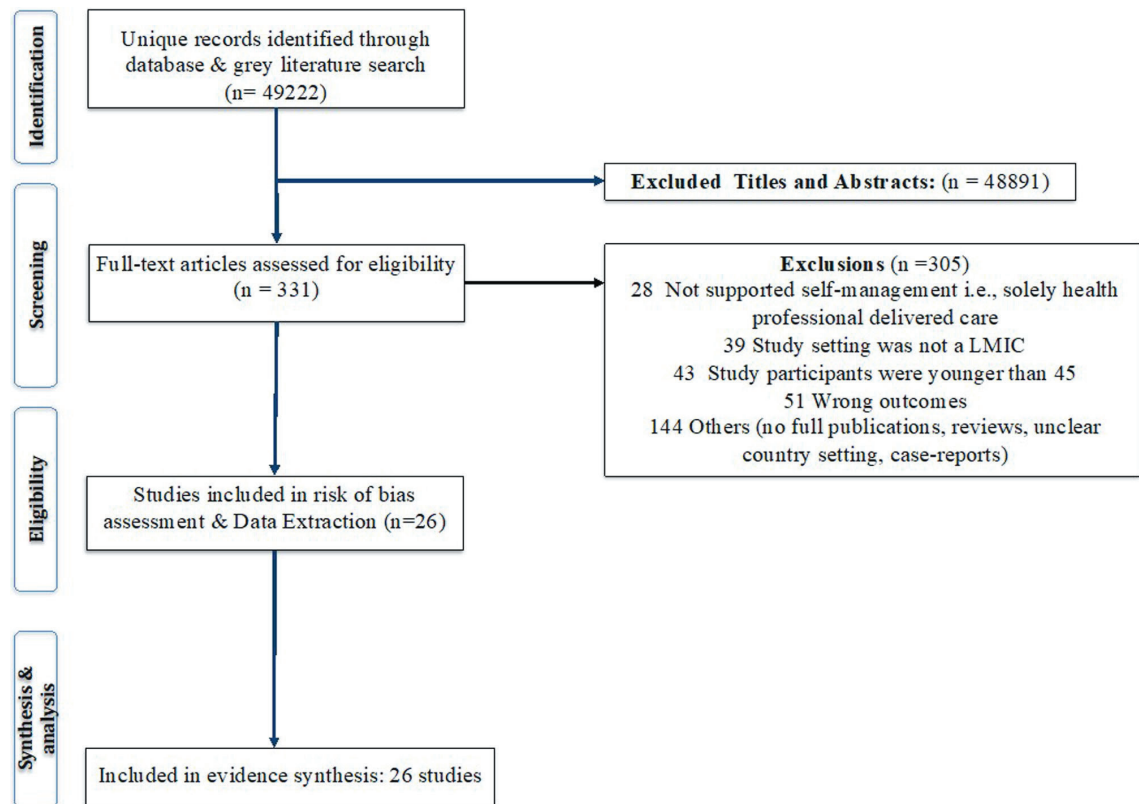 Identification
Unique records identified through
database & grey literature search
(n= 49222)
Excluded Titles and Abstracts: (n = 48891)
Screening
Full-text articles assessed for eligibility
(n = 331)
Exclusions (n =305)
28 Not supported self-management i.e., solely health
professional delivered care
39 Study setting was not a LMIC
43 Study participants were younger than 45
51 Wrong outcomes
144 Others (no full publications, reviews, unclear
country setting, case-reports)
Eligibility
Studies included in risk of bias
assessment & Data Extraction (n=26)
Synthesis &
analysis
Included in evidence synthesis: 26 studies